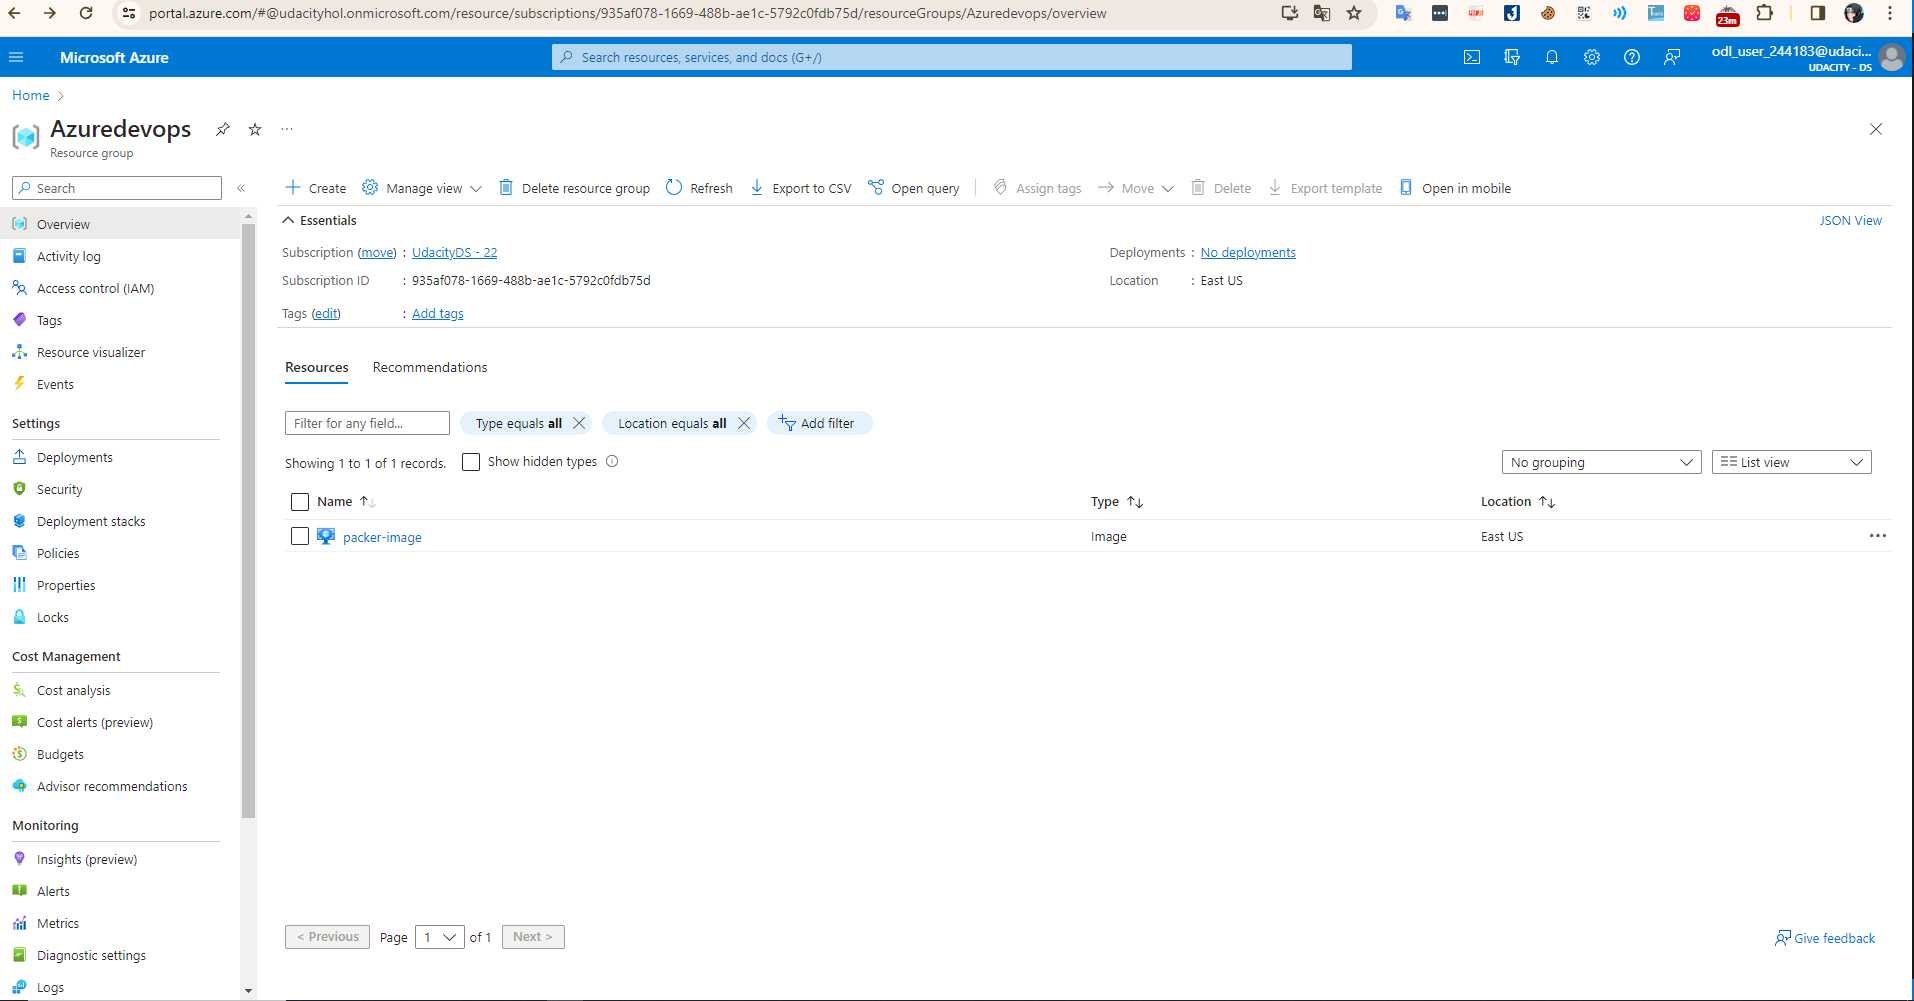 portal.azure.com/#@udacityhol.onmicrosoft.com/resource/subscriptions/935af078-1669-488b-ae1c-5792c0fdb75d/resourceGroups/Azuredevops/overview
23m
Microsoft Azure
Search resources, services, and docs (G+/)
odl_user_244183@udaci...
UDACITY - DS
Home
Azuredevops
Resource group
Search
Create
Manage view
Delete resource group
Refresh
Export to CSV
Open query
Assign tags
Move
Delete
Export template
Open in mobile
Overview
Activity log
Access control (IAM)
Tags
Resource visualizer
Events
Settings
Deployments
Security
Deployment stacks
Policies
Properties
Locks
Cost Management
Cost analysis
Cost alerts (preview)
Budgets
Advisor recommendations
Monitoring
Insights (preview)
Alerts
Metrics
Diagnostic settings
Logs
Essentials
JSON View
Subscription (move) : UdacityDS - 22
Subscription ID : 935af078-1669-488b-ae1c-5792c0fdb75d
Tags (edit) : Add tags
Deployments : No deployments
Location : East US
Resources
Recommendations
Filter for any field...
Type equals all
Location equals all
Add filter
Showing 1 to 1 of 1 records.
Show hidden types
No grouping
List view
Name
Type
Location
packer-image
Image
East US
< Previous
Page 1 of 1
Next >
Give feedback